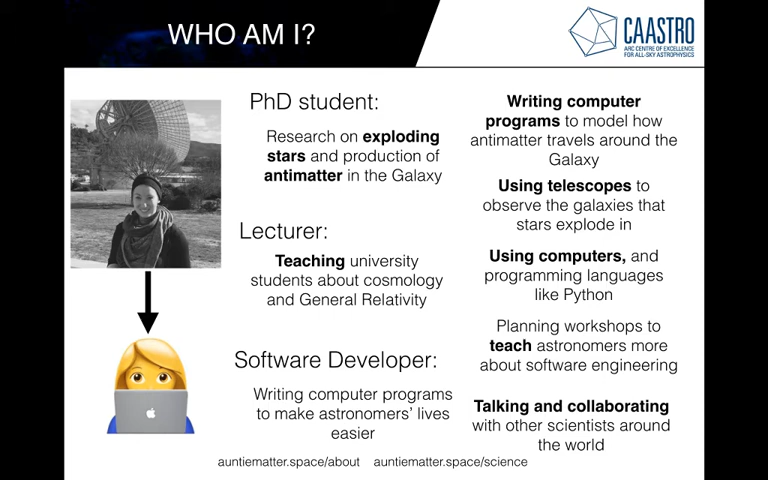 WHO AM I?
CAASTRO
ARC CENTRE OF EXCELLENCE
FOR ALL-SKY ASTROPHYSICS
PhD student:
Research on exploding
stars and production of
antimatter in the Galaxy
Lecturer:
Teaching university
students about cosmology
and General Relativity
Software Developer:
Writing computer programs
to make astronomers' lives
easier
Writing computer
programs to model how
antimatter travels around the
Galaxy
Using telescopes to
observe the galaxies that
stars explode in
Using computers, and
programming languages
like Python
Planning workshops to
teach astronomers more
about software engineering
Talking and collaborating
with other scientists around
the world
auntiematter.space/about auntiematter.space/science